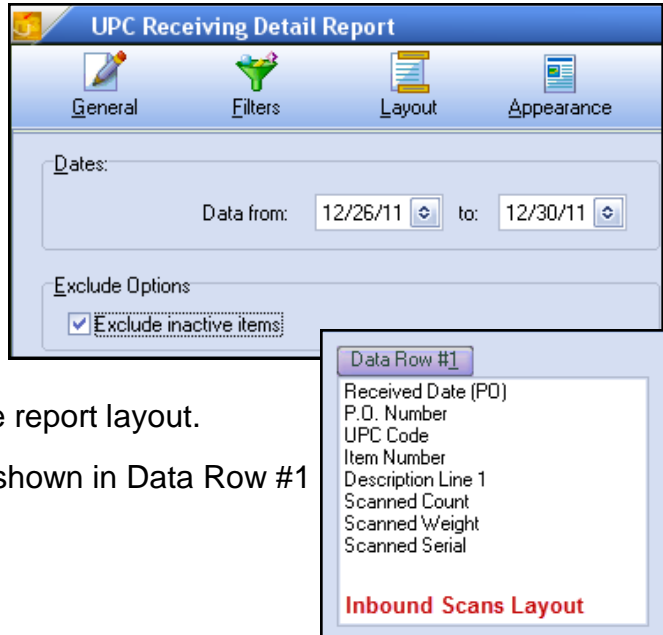 UPC Receiving Detail Report
General Filters Layout Appearance
Dates:
Data from: 12/26/11 to: 12/30/11
Exclude Options
Exclude inactive items
Data Row #1
Received Date (PO)
P.O. Number
UPC Code
Item Number
Description Line 1
Scanned Count
Scanned Weight
Scanned Serial
Inbound Scans Layout
report layout.
shown in Data Row #1